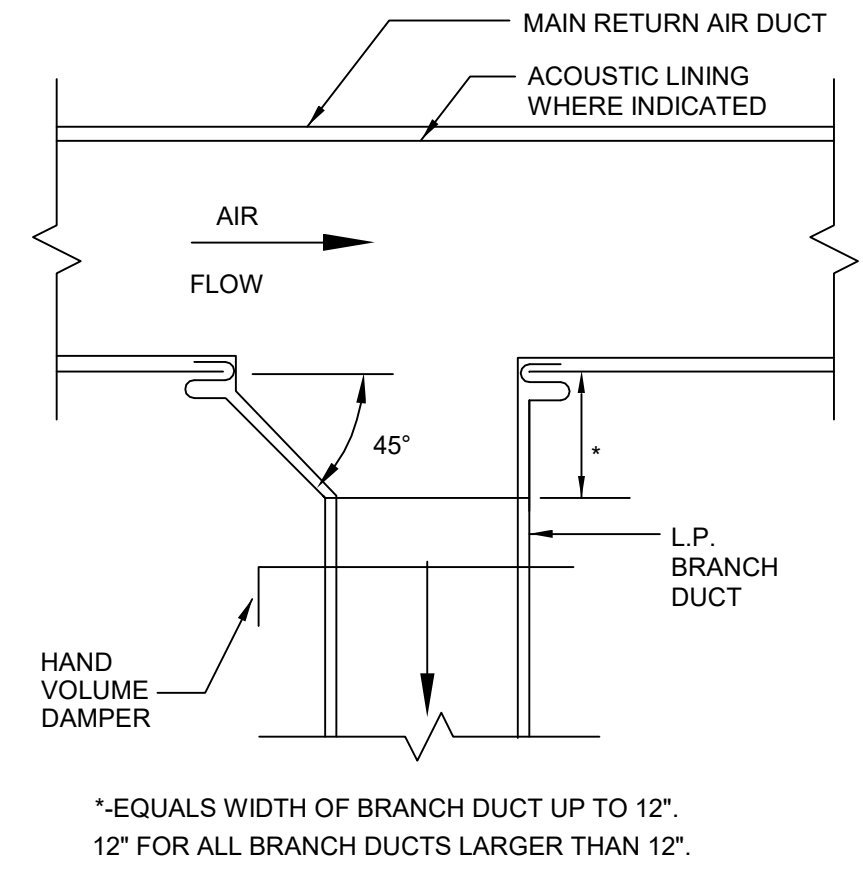 MAIN RETURN AIR DUCT
ACOUSTIC LINING
WHERE INDICATED
AIR
FLOW
45°
*
L.P.
BRANCH
DUCT
HAND
VOLUME
DAMPER
*-EQUALS WIDTH OF BRANCH DUCT UP TO 12".
12" FOR ALL BRANCH DUCTS LARGER THAN 12".